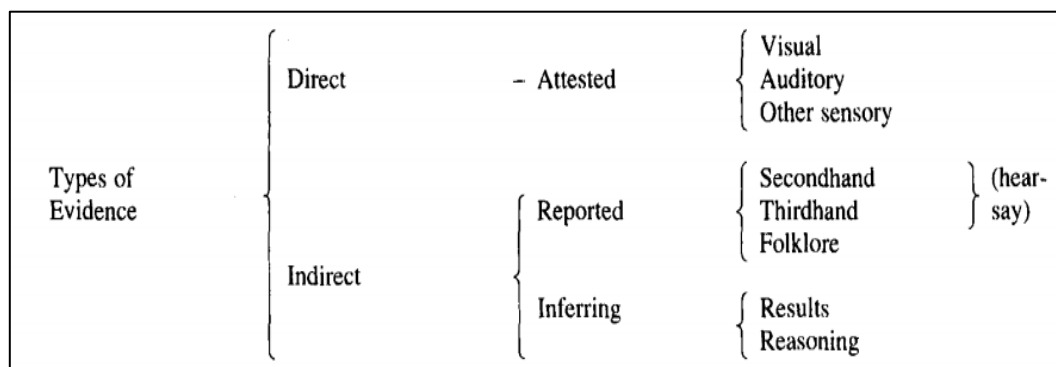 Visual
Direct – Attested Auditory
Other sensory
Types of
Evidence
Secondhand (hear-
Reported Thirdhand say)
Folklore
Indirect
Inferring Results
Reasoning